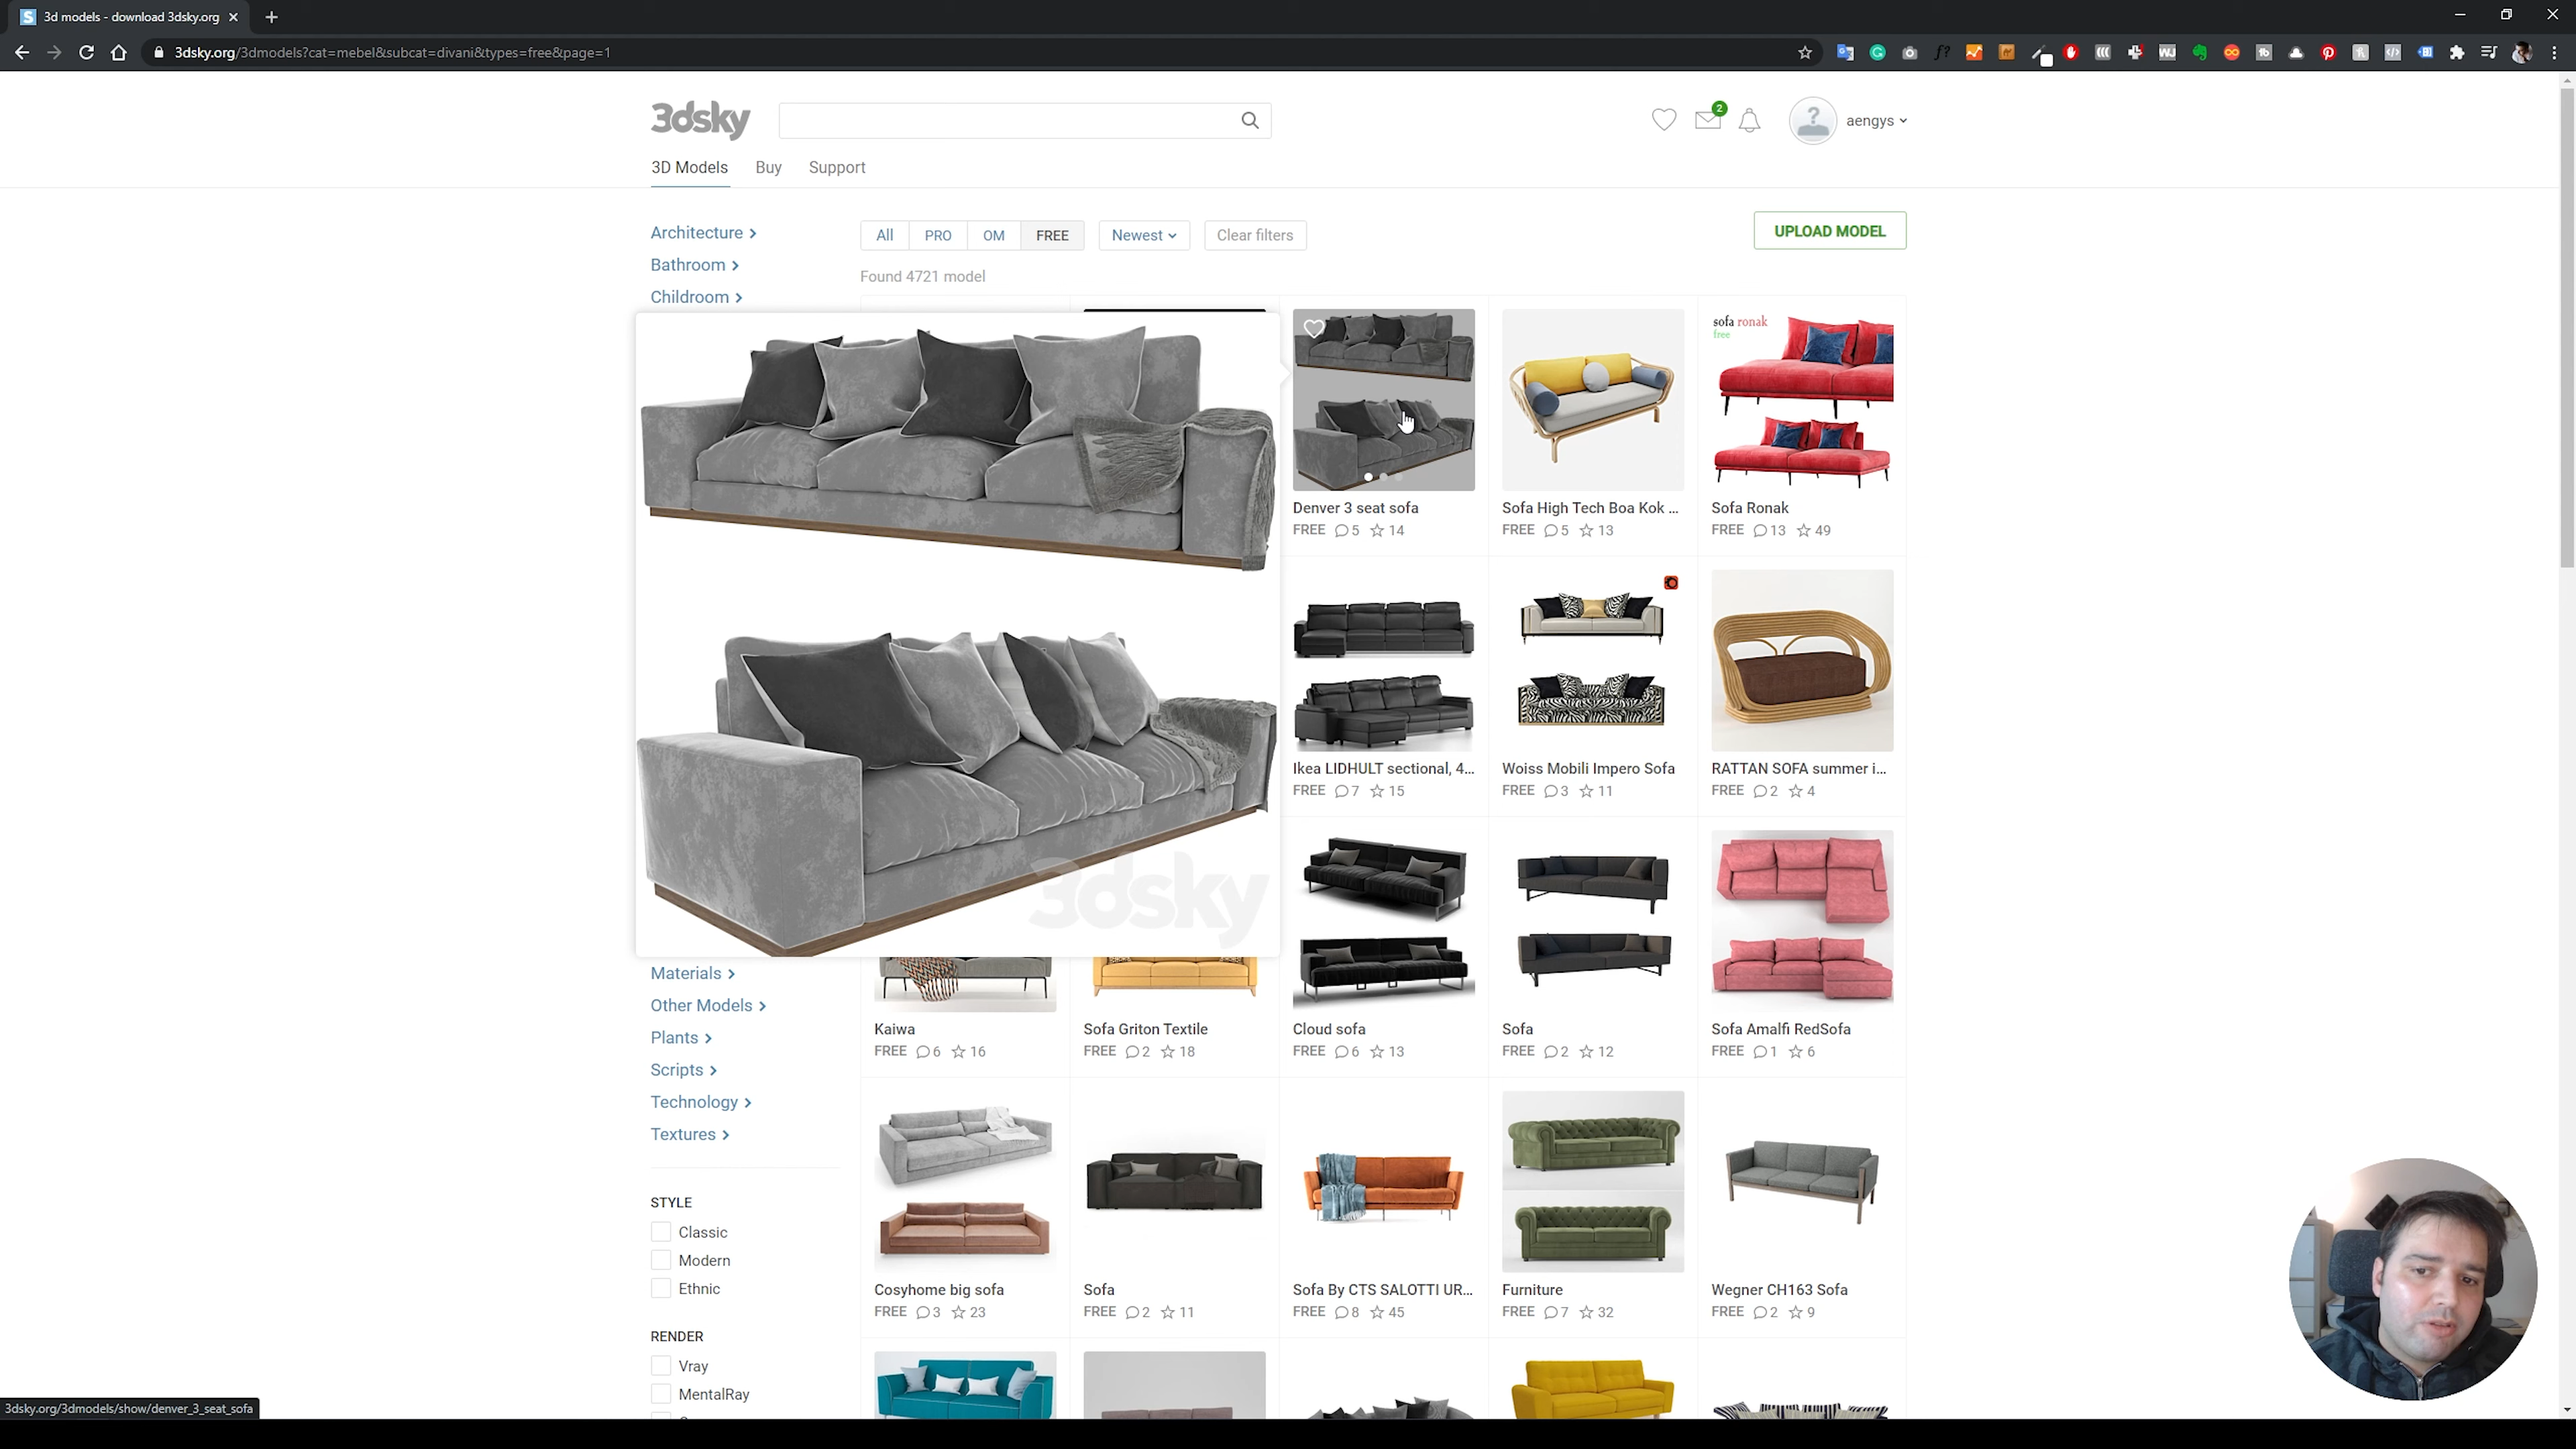 3d models - download 3dsky.org
3dsky.org/3dmodels?cat=mebel&subcat=divani&types=free&page=1
3dsky
2
aengys
3D Models Buy Support
Architecture
Bathroom
Childroom
All PRO OM FREE Newest Clear filters
UPLOAD MODEL
Found 4721 model
sofa ronak
free
Denver 3 seat sofa
FREE 5 14
Sofa High Tech Boa Kok ...
FREE 5 13
Sofa Ronak
FREE 13 49
Ikea LIDHULT sectional, 4...
FREE 7 15
Woiss Mobili Impero Sofa
FREE 3 11
RATTAN SOFA summer i...
FREE 2 4
3dsky
Materials
Other Models
Plants
Scripts
Technology
Textures
Kaiwa
FREE 6 16
Sofa Griton Textile
FREE 2 18
Cloud sofa
FREE 6 13
Sofa
FREE 2 12
Sofa Amalfi RedSofa
FREE 1 6
Cosyhome big sofa
FREE 3 23
Sofa
FREE 2 11
Sofa By CTS SALOTTI UR...
FREE 8 45
Furniture
FREE 7 32
Wegner CH163 Sofa
FREE 2 9
STYLE
Classic
Modern
Ethnic
RENDER
Vray
MentalRay
3dsky.org/3dmodels/show/denver_3_seat_sofa